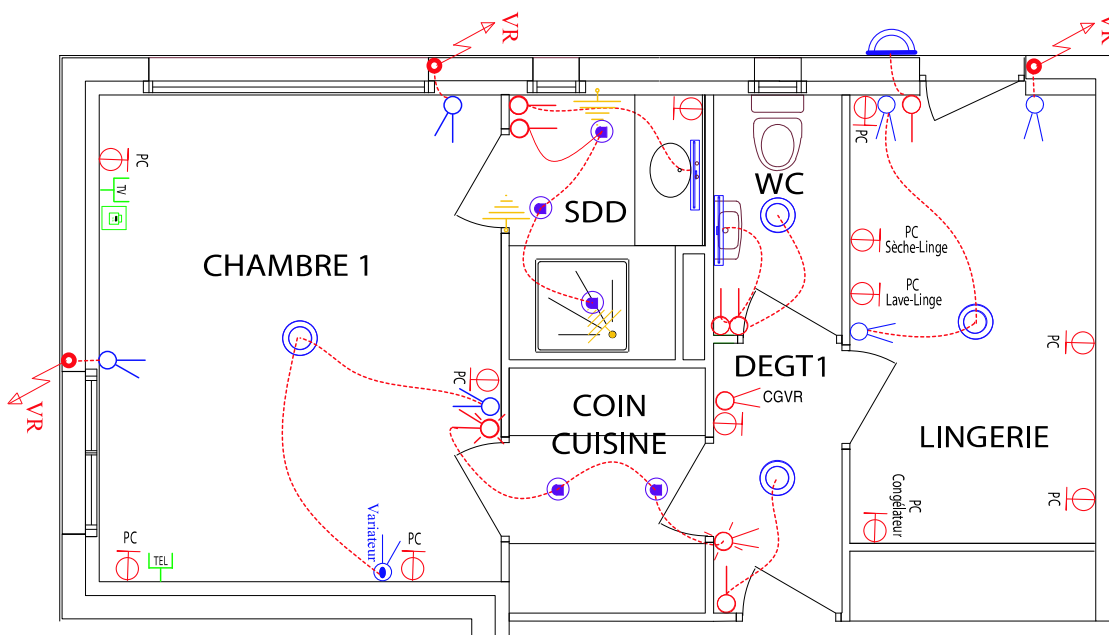 VR
VR
PC
PC
TV
WC
SDD
PC
Sèche-Linge
CHAMBRE 1
PC
Lave-Linge
PC
DEGT1
PC
CGVR
VR
COIN
CUISINE
LINGERIE
PC
PC
Congélateur
Variateur
PC
PC
TEL